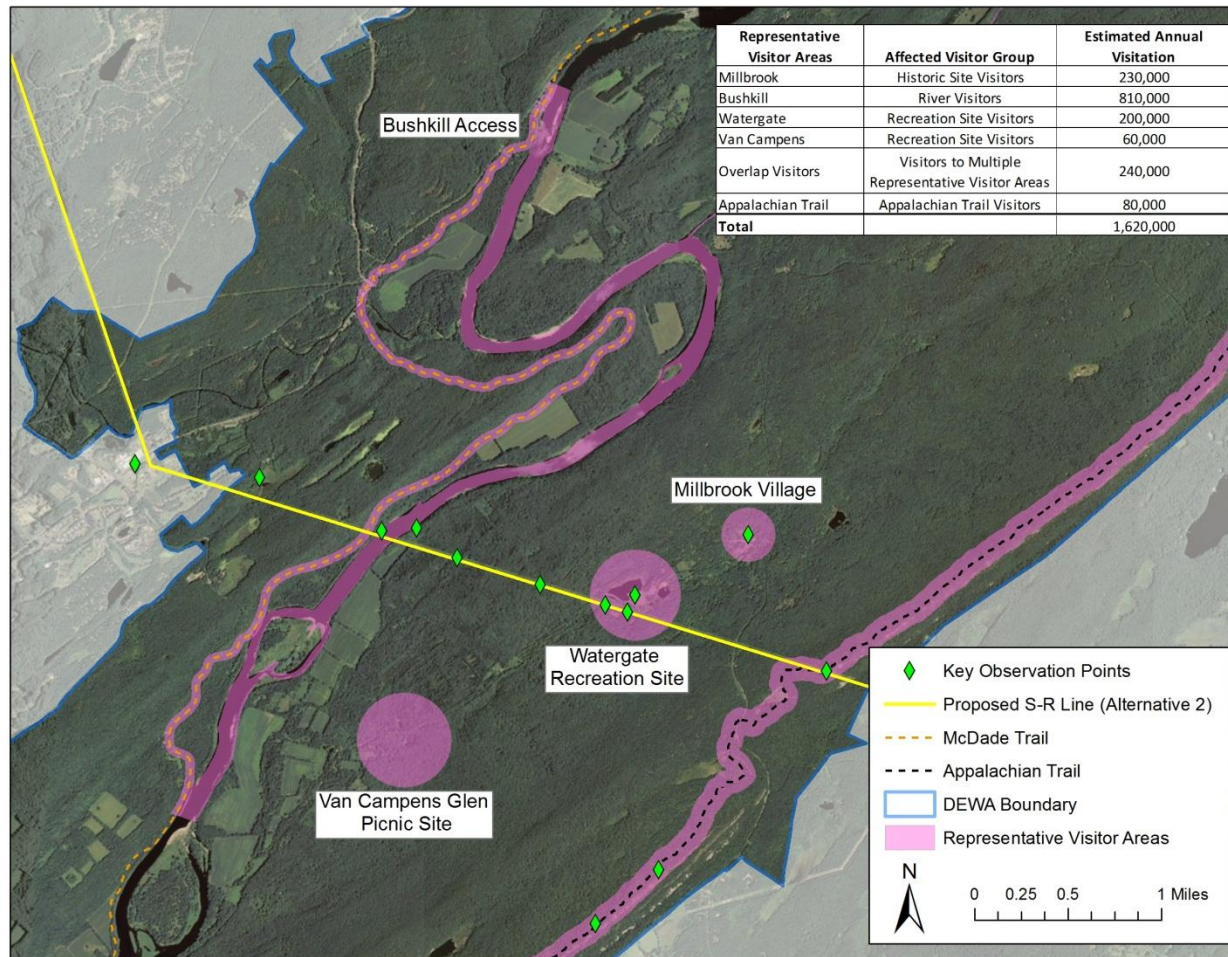 Representative Visitor Areas Affected Visitor Group Estimated Annual Visitation
Millbrook Historic Site Visitors 230,000
Bushkill River Visitors 810,000
Watergate Recreation Site Visitors 200,000
Van Campens Recreation Site Visitors 60,000
Overlap Visitors Visitors to Multiple Representative Visitor Areas 240,000
Appalachian Trail Appalachian Trail Visitors 80,000
Total 1,620,000
Bushkill Access
Millbrook Village
Watergate
Recreation Site
Van Campens Glen
Picnic Site
Key Observation Points
Proposed S-R Line (Alternative 2)
McDade Trail
Appalachian Trail
DEWA Boundary
Representative Visitor Areas
N
0 0.25 0.5 1 Miles